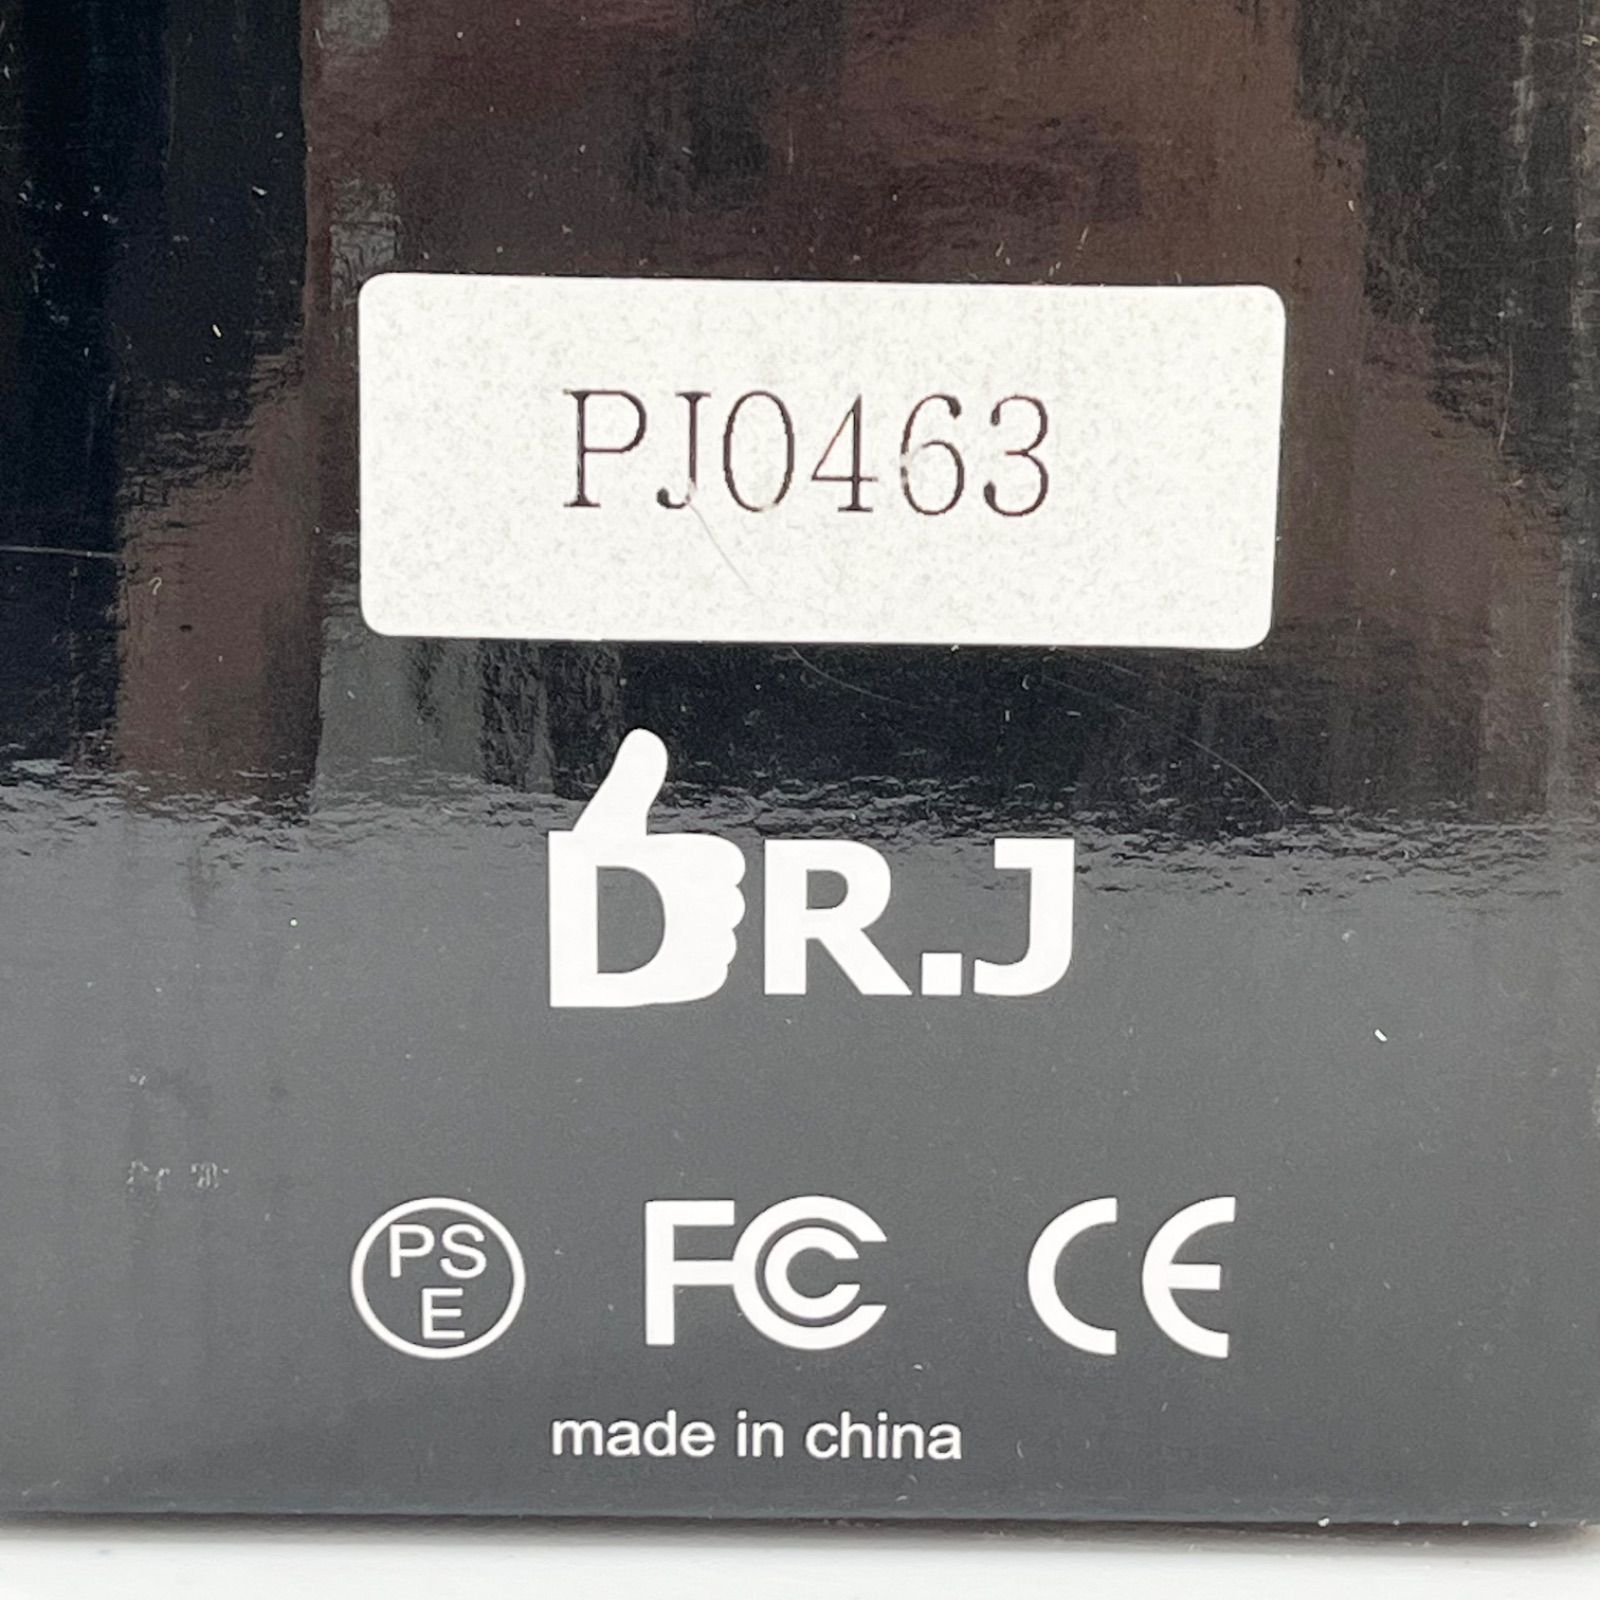 PJ0463
DR.J
PS
E
FC CE
made in china